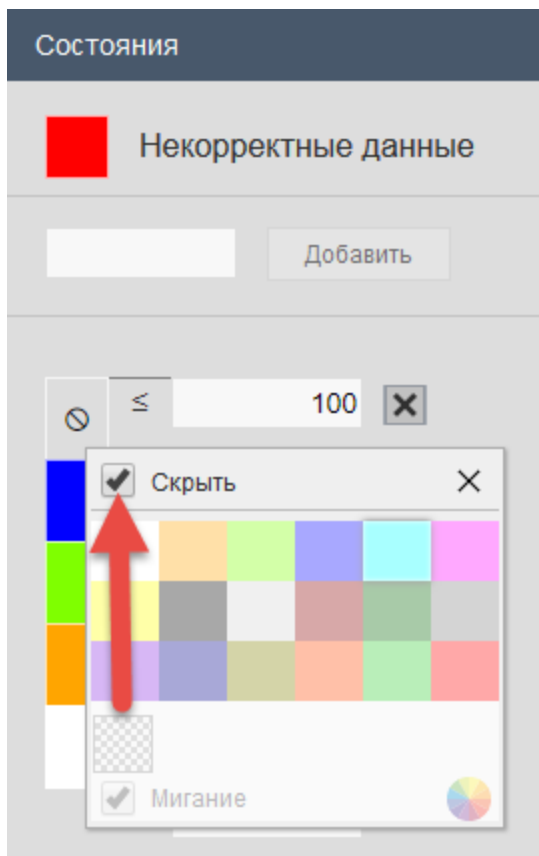 Состояния
Некорректные данные
Добавить
≤ 100
Скрыть
Мигание